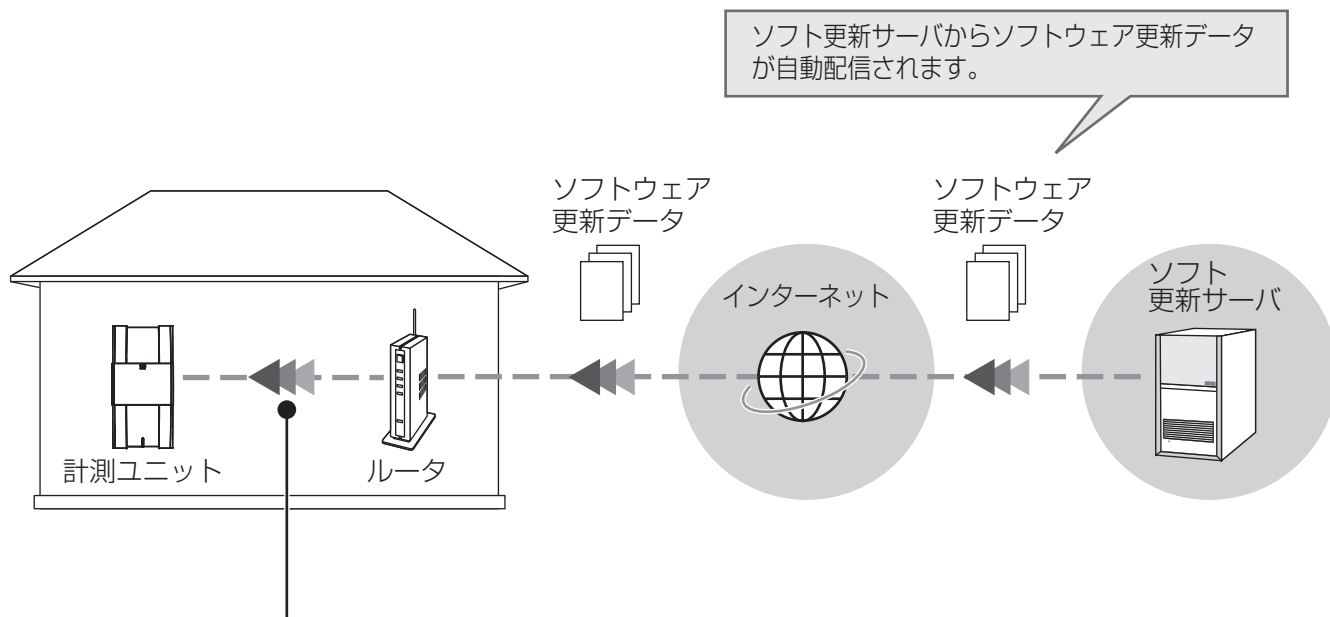 ソフト更新サーバからソフトウェア更新データ
が自動配信されます。
ソフトウェア
更新データ
ソフトウェア
更新データ
インターネット
ソフト
更新サーバ
計測ユニット
ルータ